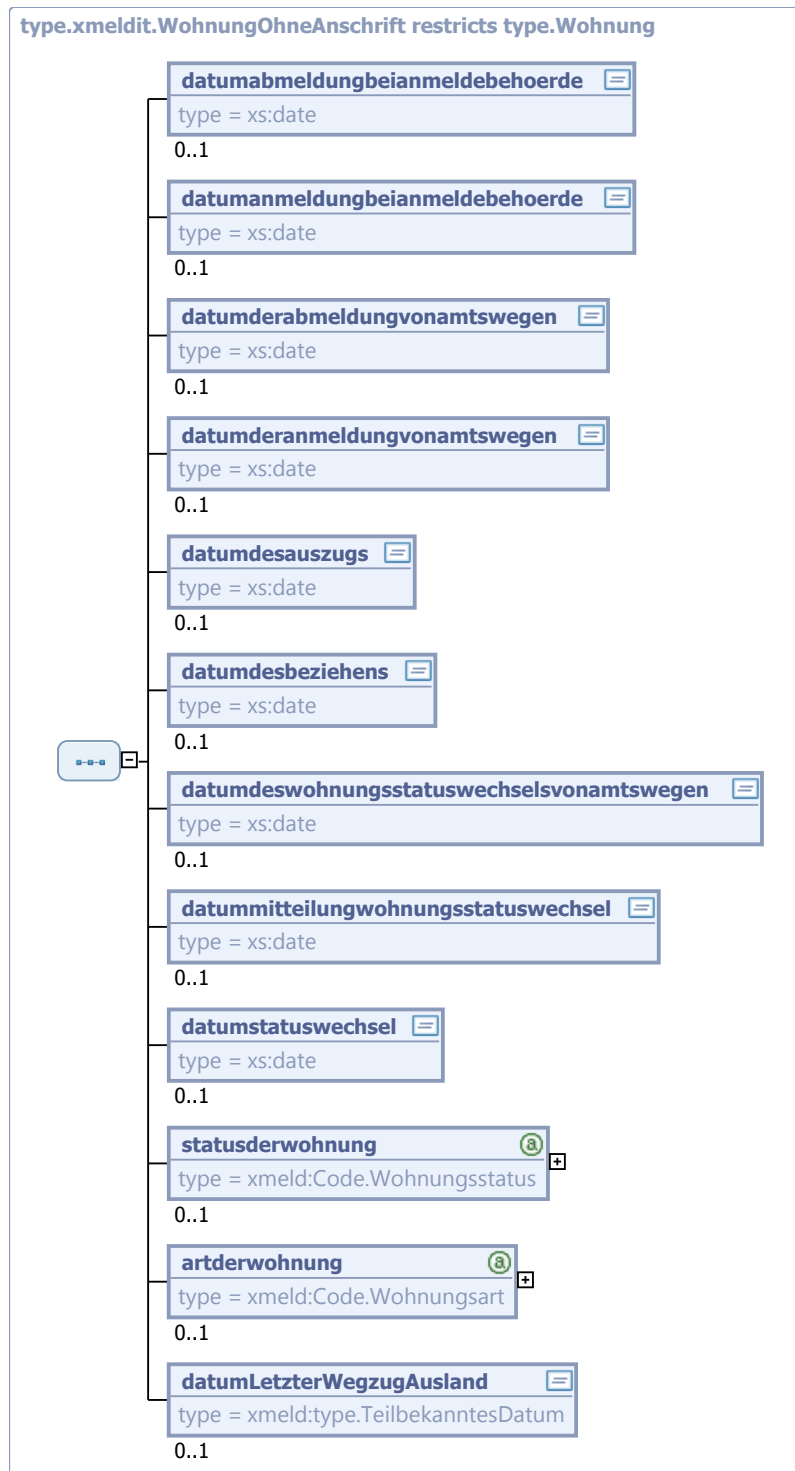 type.xmeldit.WohnungOhneAnschrift restricts type.Wohnung
datumabmeldungbeianmeldebehoerde
type = xs:date
0..1
datumanmeldungbeianmeldebehoerde
type = xs:date
0..1
datumderabmeldungvonamtswegen
type = xs:date
0..1
datumderanmeldungvonamtswegen
type = xs:date
0..1
datumdesauszugs
type = xs:date
0..1
datumdesbeziehens
type = xs:date
0..1
datumdeswohnungsstatuswechselsvonamtswegen
type = xs:date
0..1
datummitteilungwohnungsstatuswechsel
type = xs:date
0..1
datumstatuswechsel
type = xs:date
0..1
statusderwohnung
type = xmeld:Code.Wohnungsstatus
0..1
artderwohnung
type = xmeld:Code.Wohnungsart
0..1
datumLetzterWegzugAusland
type = xmeld:type.TeilbekanntesDatum
0..1